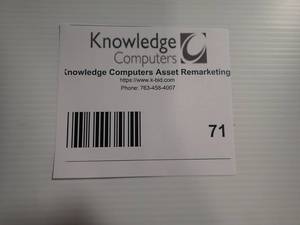 Knowledge
Computers
Knowledge Computers Asset Remarketing
https://www.k-bid.com
Phone: 763-458-4007
71